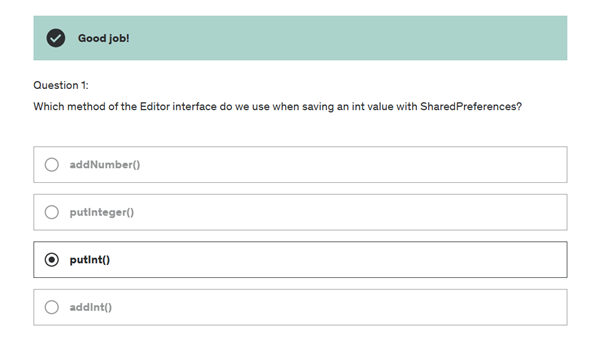 Good job!
Question 1:
Which method of the Editor interface do we use when saving an int value with SharedPreferences?
addNumber()
putInteger()
putInt()
addInt()